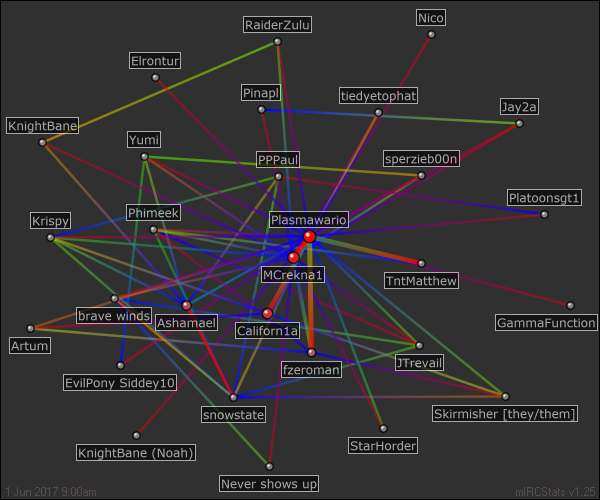 Nico
RaiderZulu
Elrontur
Pinapl
tiedyetophat
Jay2a
KnightBane
Yumi
PPPaul
sperzieb00n
Platoonsgt1
Krispy
Phimeek
Plasmawario
MCrekna1
TntMatthew
GammaFunction
brave winds
Ashamael
Californ1a
Artum
EvilPony Siddey10
fzeroman
JTrevail
snowstate
Skirmisher [they/them]
StarHorder
KnightBane (Noah)
Never shows up
1 Jun 2017 9:00am
mIRCStats v1.25